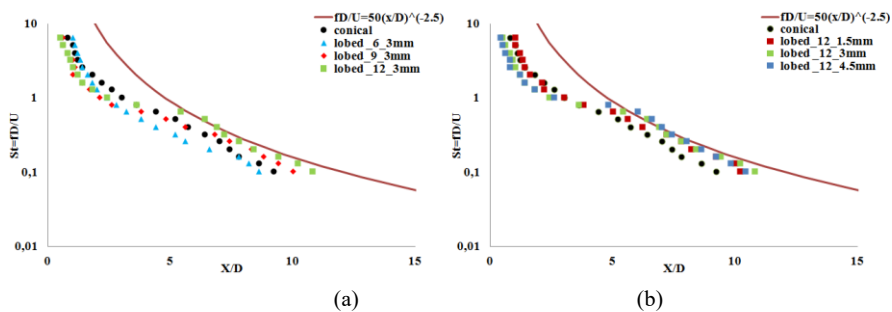 fD/U=50(x/D)^(-2.5)
conical
lobed_6_3mm
lobed_9_3mm
lobed_12_3mm
10
1
0,1
0,01
St=fD/U
0
5
10
15
X/D
(a)
fD/U=50(x/D)^(-2.5)
conical
lobed_12_1.5mm
lobed_12_3mm
lobed_12_4.5mm
10
1
0,1
0,01
St=fD/U
0
5
10
15
X/D
(b)